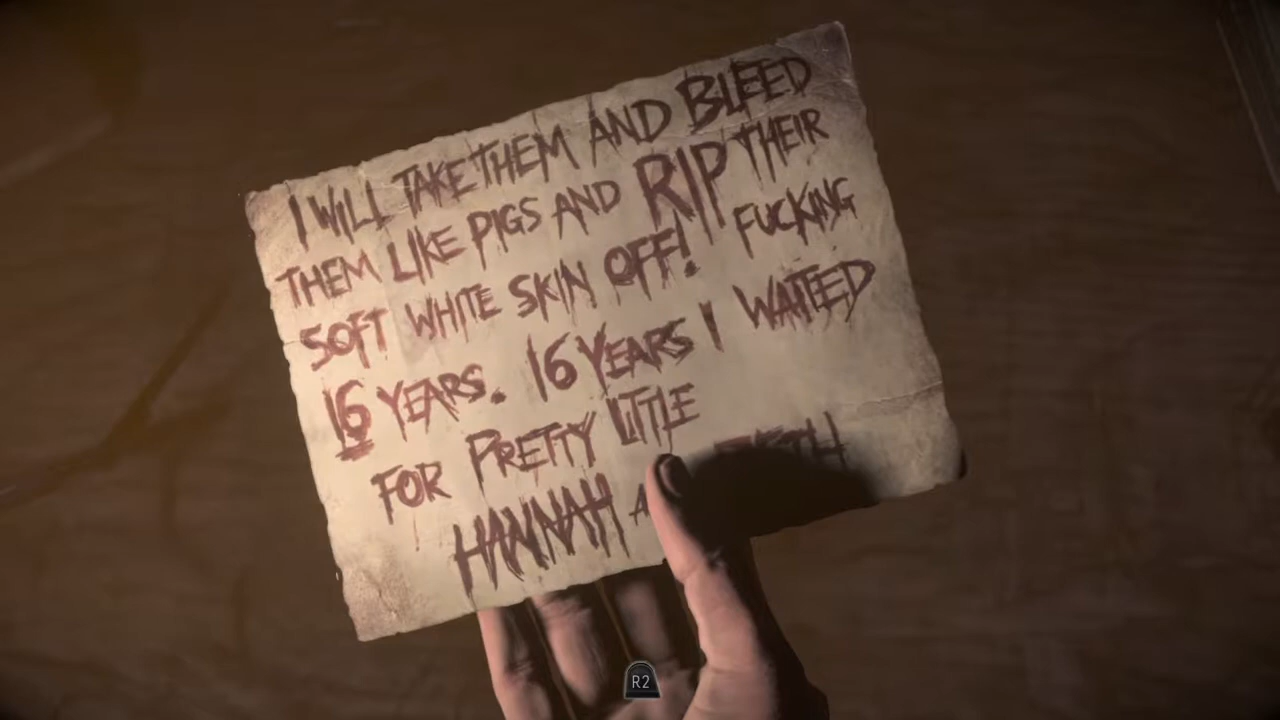 I WILL TAKE THEM AND BLEED
THEM LIKE PIGS AND RIP THEIR
SOFT WHITE SKIN OFF! FUCKING
16 YEARS. 16 YEARS I WAITED
FOR PRETTY LITTLE
HANNAH
R2